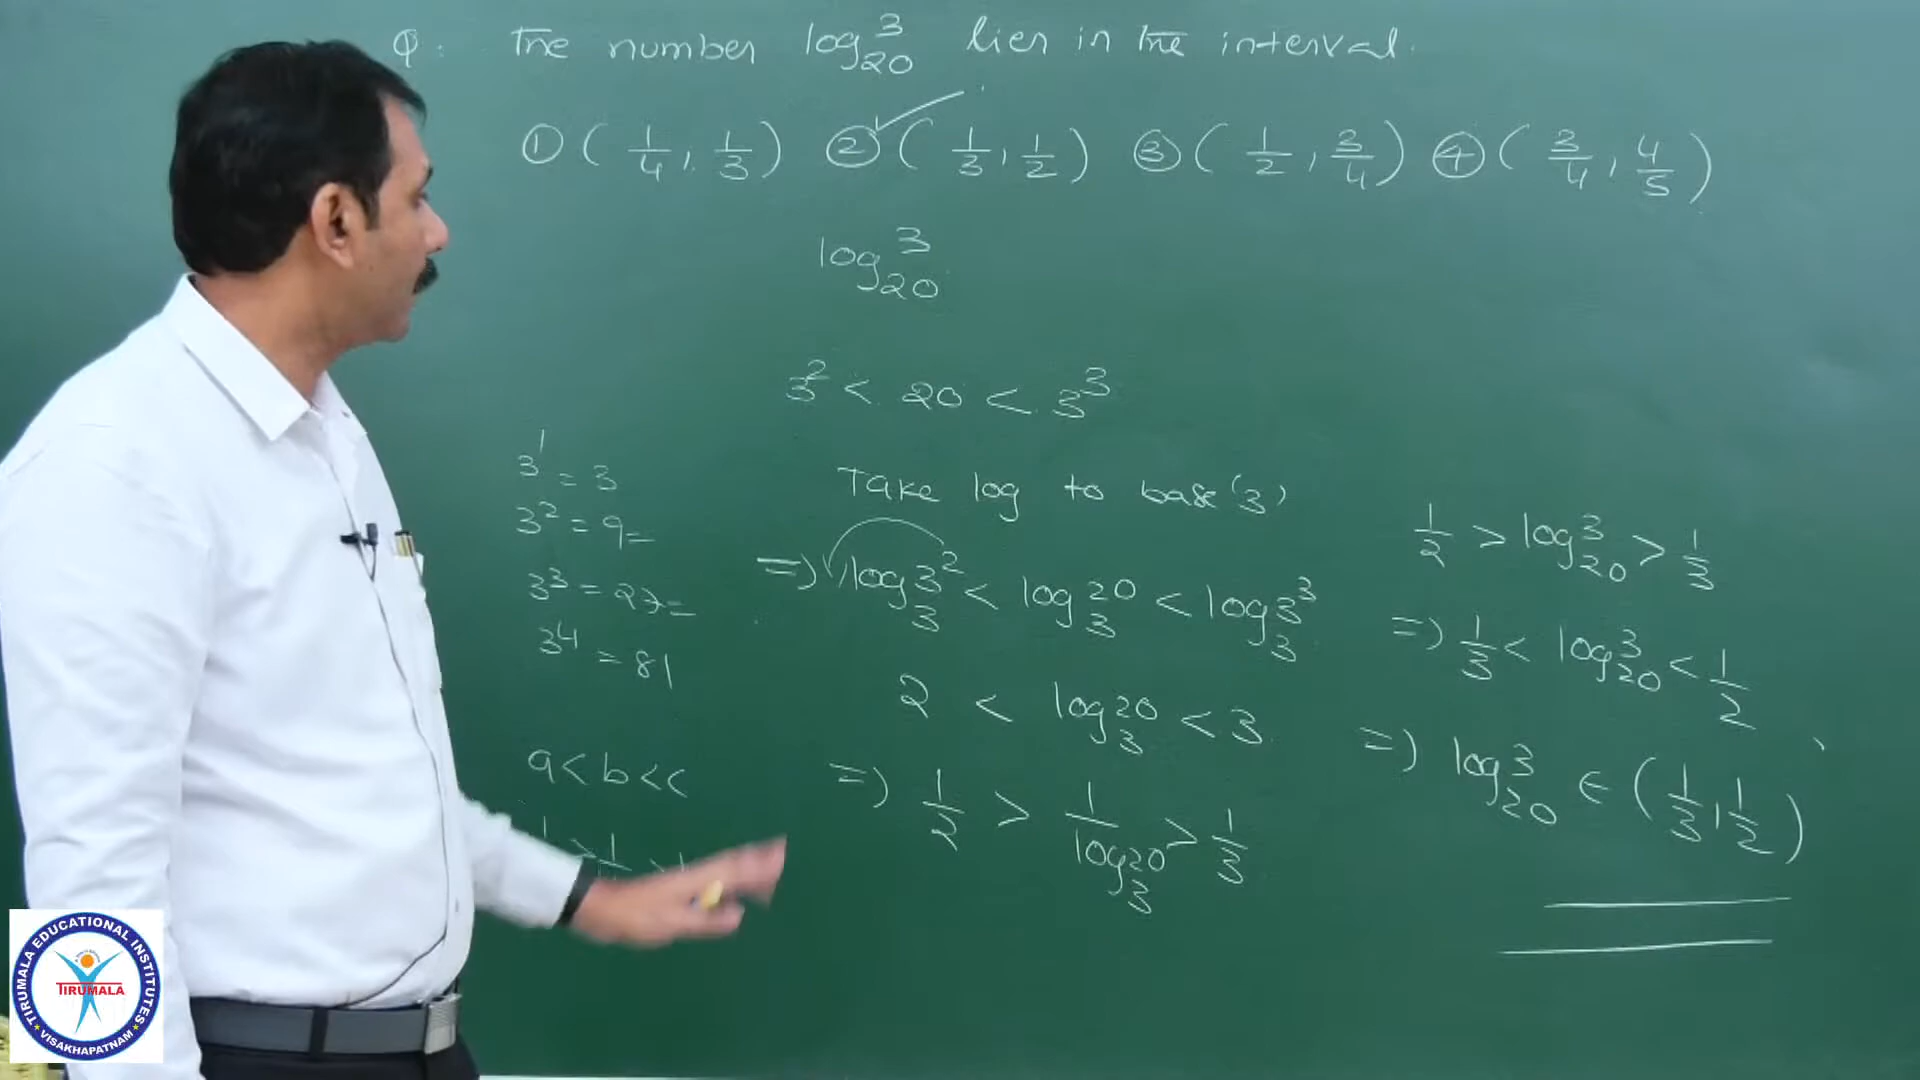 Q. The number log₂₀³ lies in the interval.
① (1/4, 1/3) ② (1/3, 1/2) ③ (1/2, 3/4) ④ (3/4, 4/5)
log₂₀³
3² < 20 < 3³
3¹ = 3
3² = 9
3³ = 27
3⁴ = 81
a < b < c
Take log to base (3)
=> log₃3² < log₃20 < log₃3³
2 < log₃20 < 3
=> 1/2 > 1/log₃20 > 1/3
1/2 > log₂₀3 > 1/3
=> 1/3 < log₂₀3 < 1/2
=> log₂₀3 ∈ (1/3, 1/2)
TIRUMALA EDUCATIONAL INSTITUTES
TIRUMALA
★ VISAKHAPATNAM ★